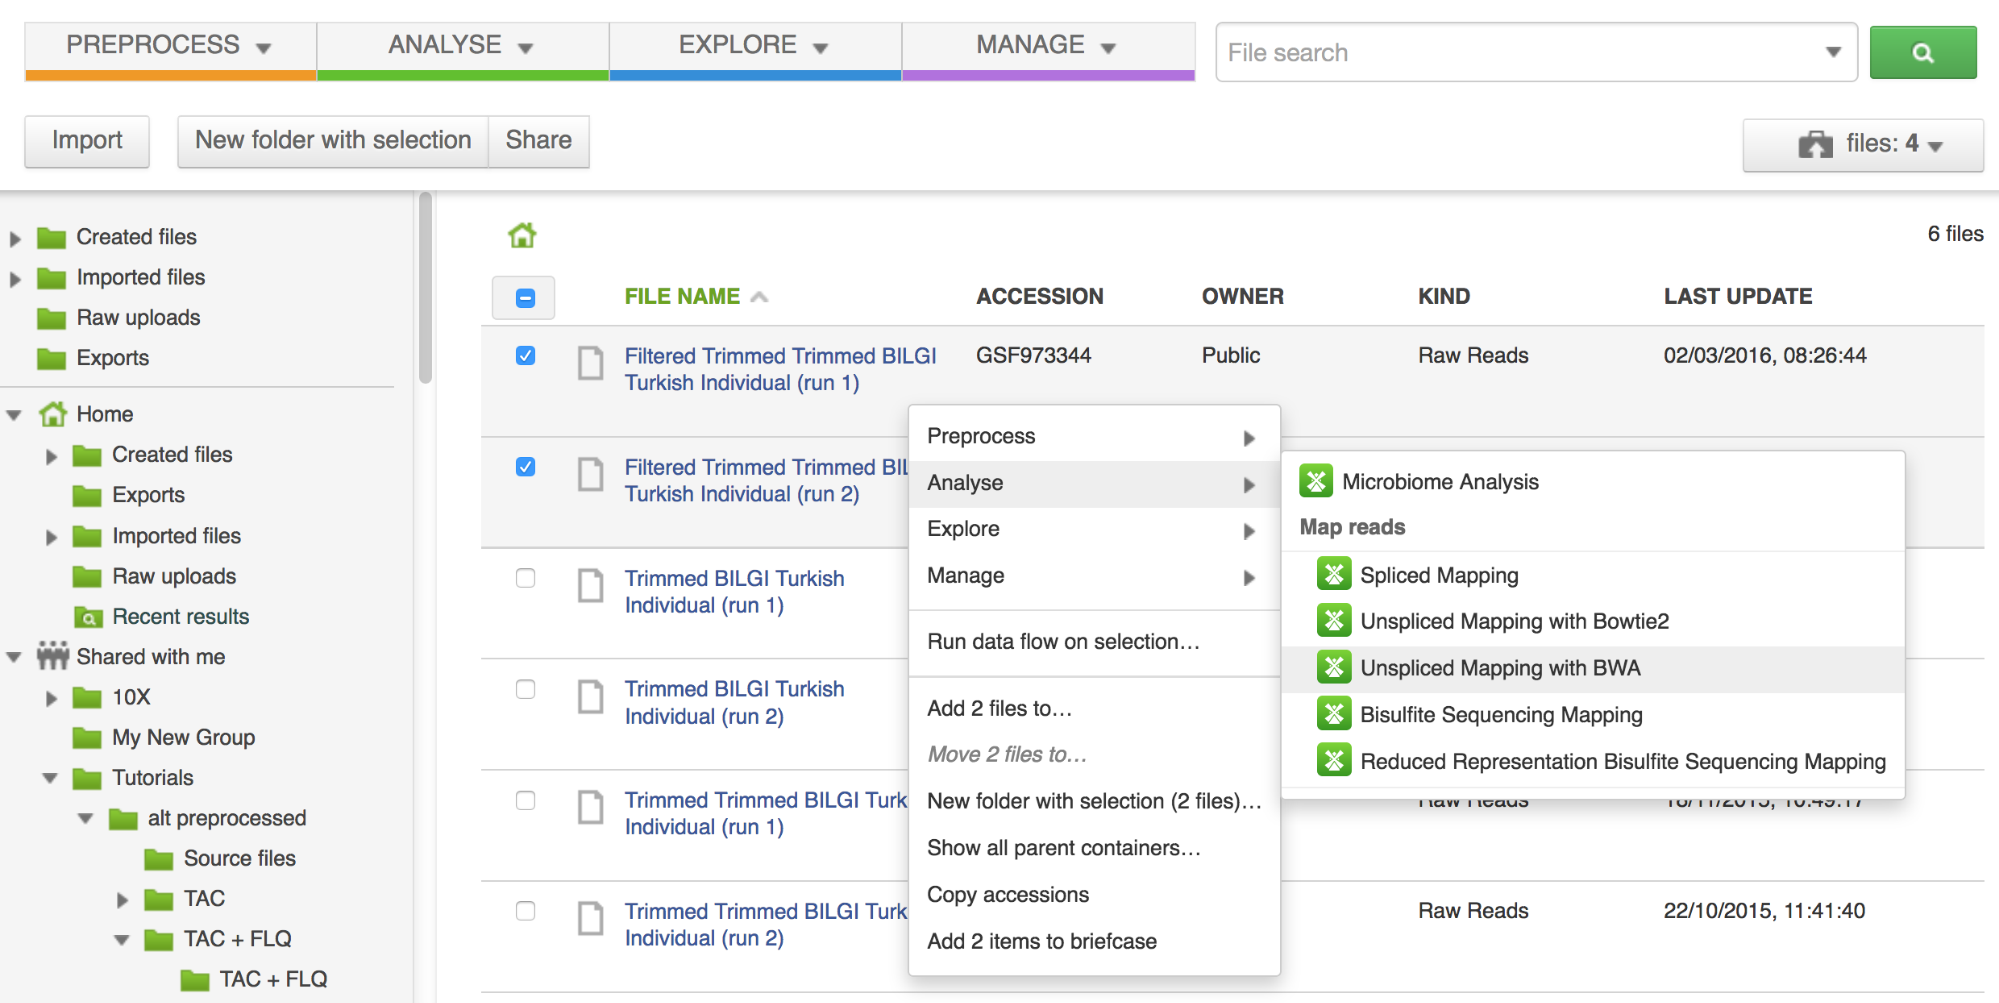 PREPROCESS
ANALYSE
EXPLORE
MANAGE
File search
Import
New folder with selection
Share
files: 4
Created files
Imported files
Raw uploads
Exports
Home
Created files
Exports
Imported files
Raw uploads
Recent results
Shared with me
10X
My New Group
Tutorials
alt preprocessed
Source files
TAC
TAC + FLQ
TAC + FLQ
6 files
FILE NAME ACCESSION OWNER KIND LAST UPDATE
Filtered Trimmed Trimmed BILGI GSF973344 Public Raw Reads 02/03/2016, 08:26:44
Turkish Individual (run 1)
Filtered Trimmed Trimmed BIL
Turkish Individual (run 2)
Trimmed BILGI Turkish
Individual (run 1)
Trimmed BILGI Turkish
Individual (run 2)
Trimmed Trimmed BILGI Turk Raw Reads
Individual (run 1)
Trimmed Trimmed BILGI Turk Raw Reads 22/10/2015, 11:41:40
Individual (run 2)
Preprocess
Analyse
Explore
Manage
Run data flow on selection…
Add 2 files to…
Move 2 files to…
New folder with selection (2 files)…
Show all parent containers…
Copy accessions
Add 2 items to briefcase
Microbiome Analysis
Map reads
Spliced Mapping
Unspliced Mapping with Bowtie2
Unspliced Mapping with BWA
Bisulfite Sequencing Mapping
Reduced Representation Bisulfite Sequencing Mapping